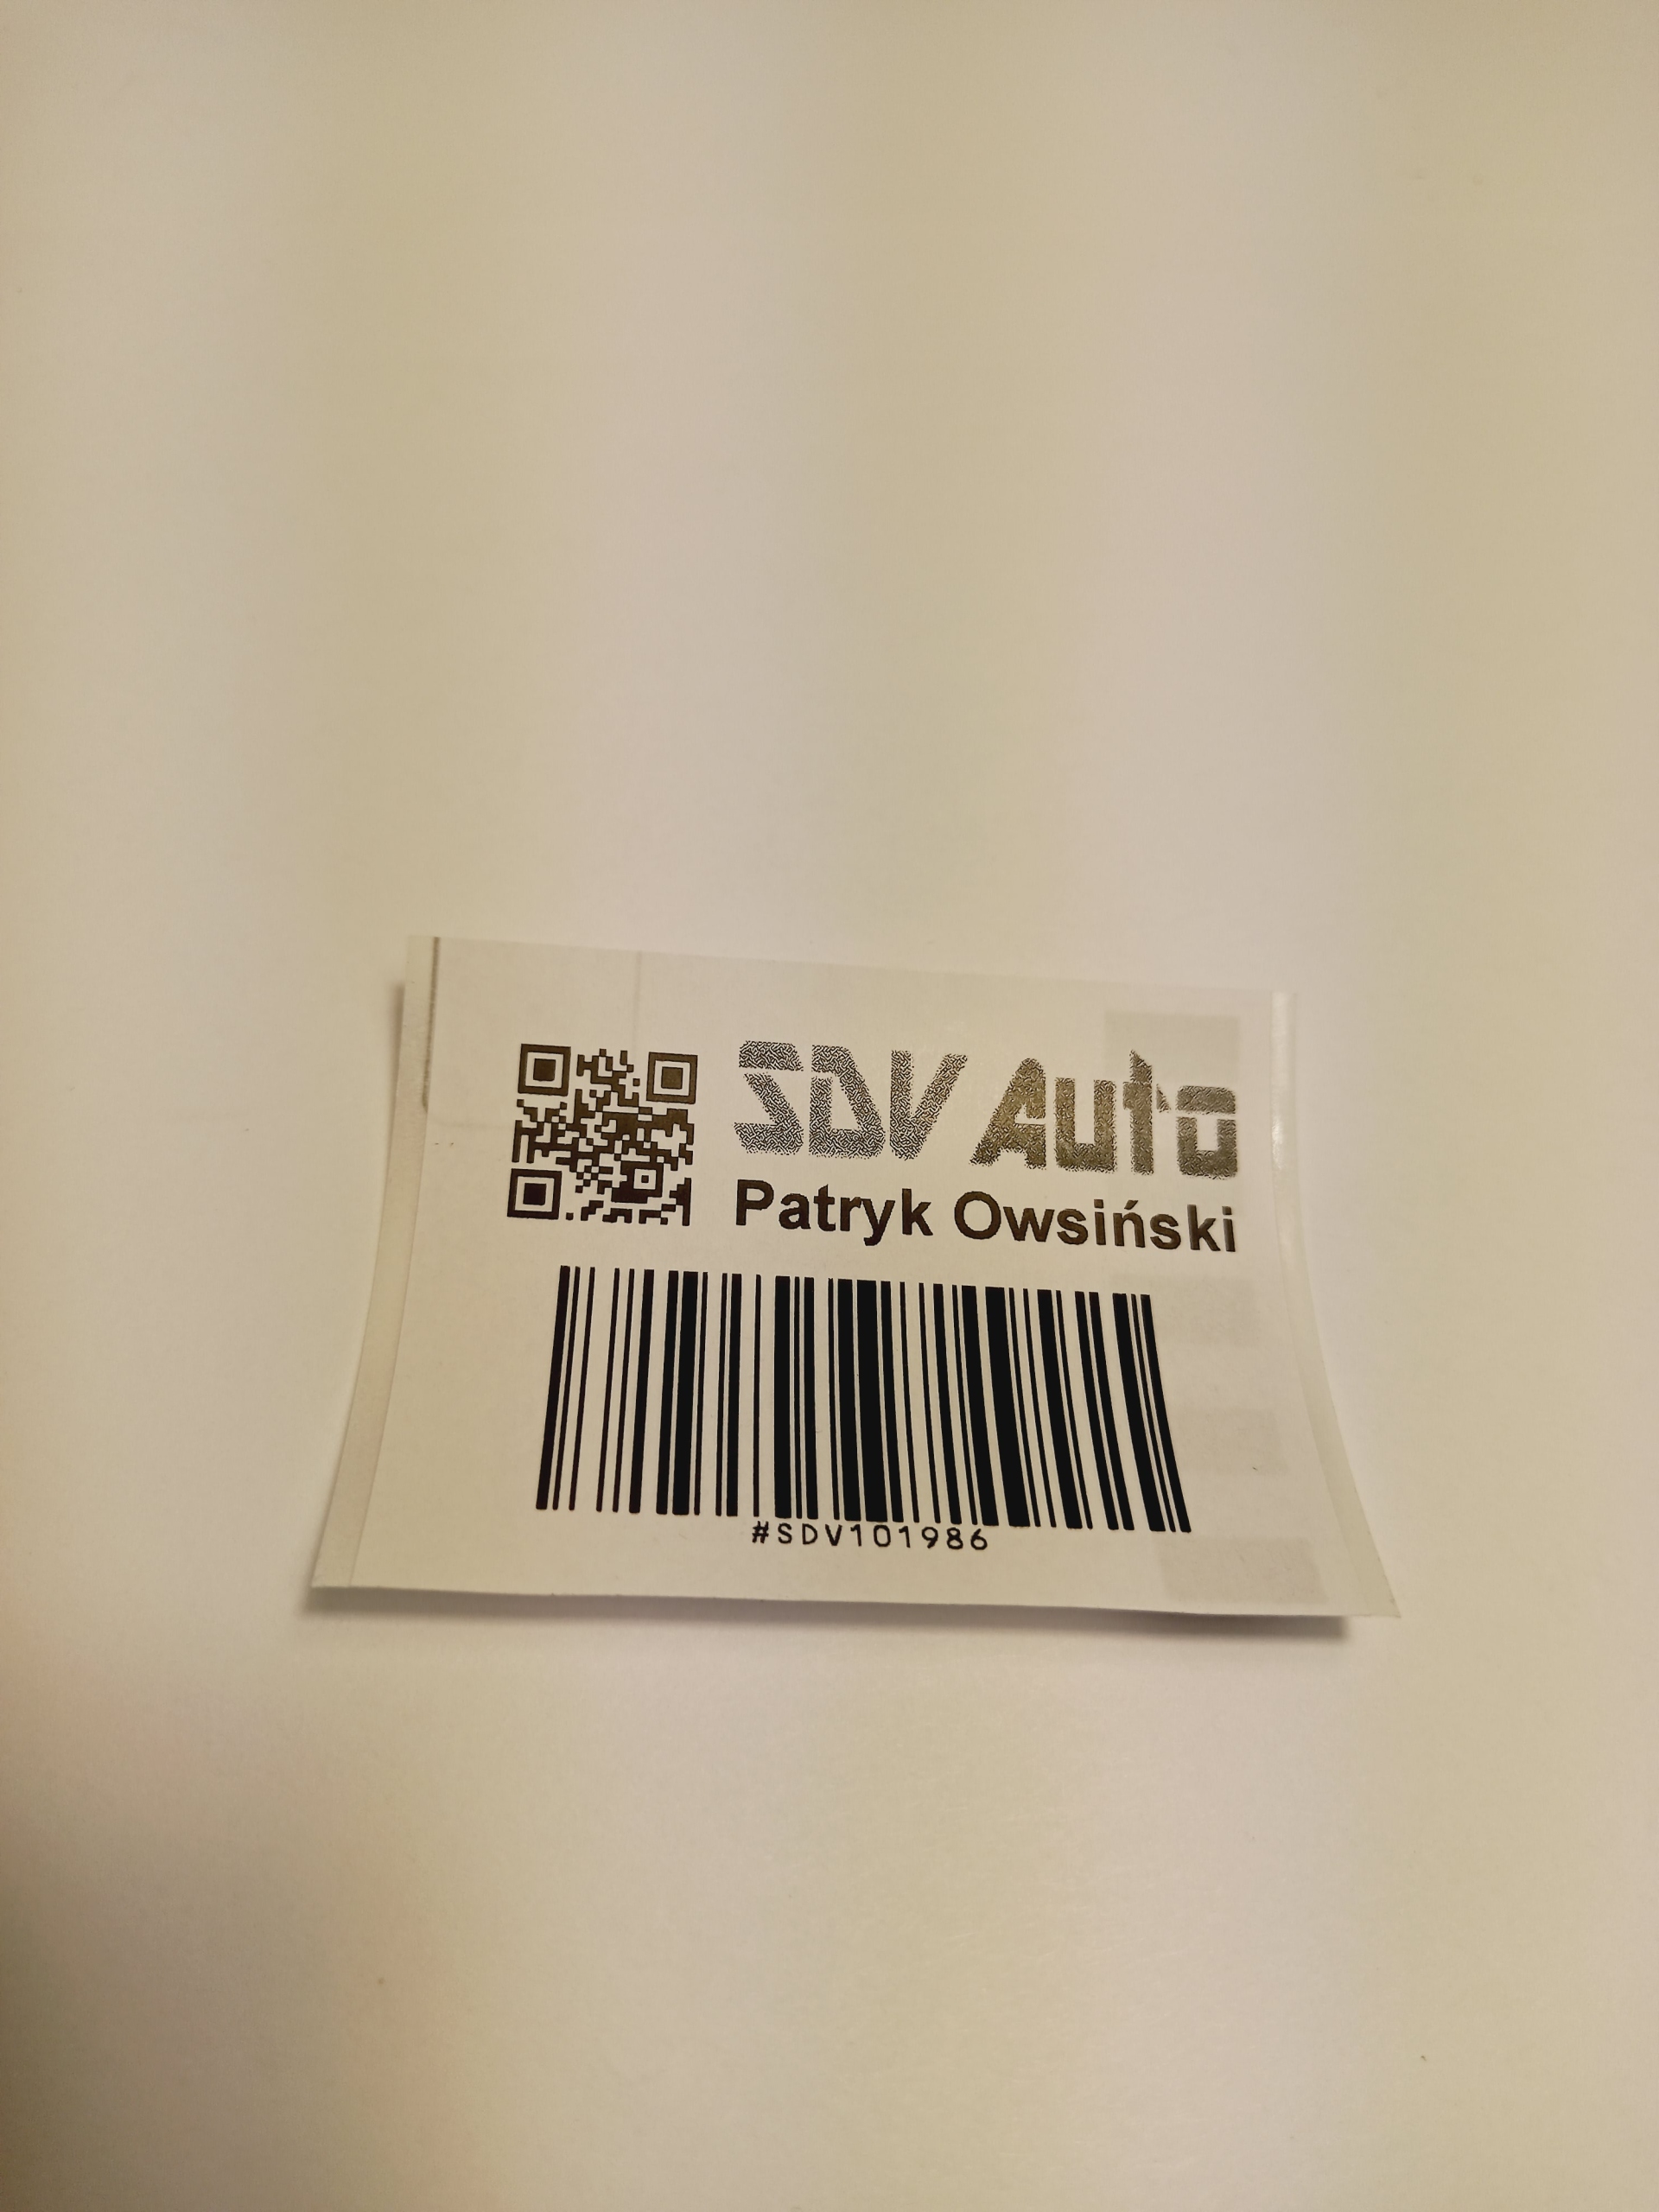 SDV Auto
Patryk Owsiński
#SDV101986